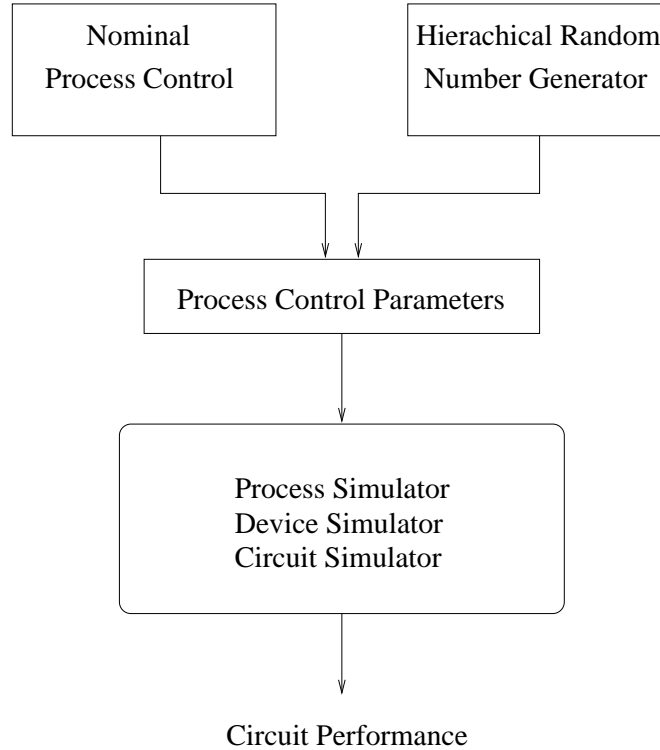 Nominal
Process Control
Hierachical Random
Number Generator
Process Control Parameters
Process Simulator
Device Simulator
Circuit Simulator
Circuit Performance